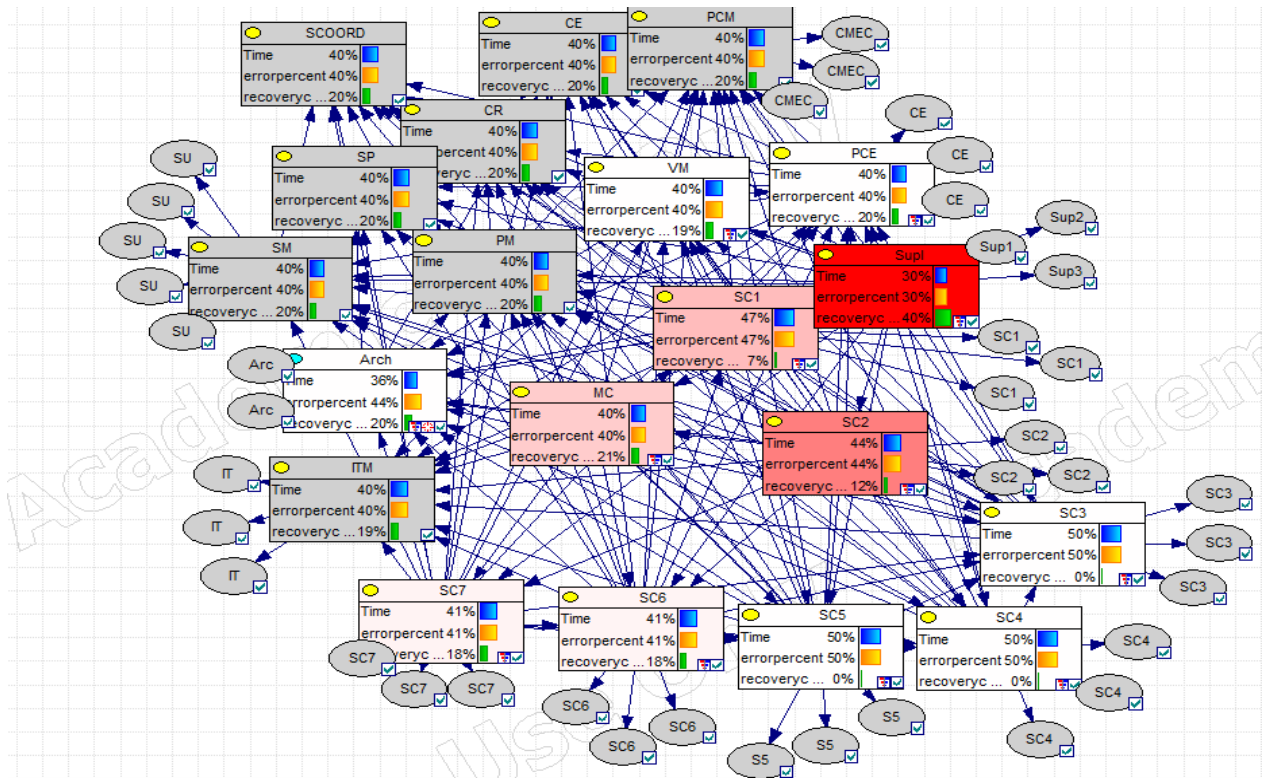 SCOORD
Time 40%
errorpercent 40%
recoveryc ... 20%
CE
Time 40%
errorpercent 40%
recoveryc ... 20%
PCM
Time 40%
errorpercent 40%
recoveryc ... 20%
CMEC
CMEC
CMEC
CR
Time 40%
percent 40%
eryc ... 20%
SP
Time 40%
errorpercent 40%
recoveryc ... 20%
VM
Time 40%
errorpercent 40%
recoveryc ... 19%
PCE
Time 40%
errorpercent 40%
recoveryc ... 20%
CE
CE
CE
SU
SU
SU
SU
SU
SM
Time 40%
errorpercent 40%
recoveryc ... 20%
PM
Time 40%
errorpercent 40%
recoveryc ... 20%
SupI
Time 30%
errorpercent 30%
recoveryc ... 40%
Sup2
Sup1
Sup3
SC1
Time 47%
errorpercent 47%
recoveryc ... 7%
SC1
SC1
SC1
Arc
Arc
Arch
Time 36%
errorpercent 44%
recoveryc ... 20%
MC
Time 40%
errorpercent 40%
recoveryc ... 21%
SC2
Time 44%
errorpercent 44%
recoveryc ... 12%
SC2
SC2
SC2
IT
IT
IT
ITM
Time 40%
errorpercent 40%
recoveryc ... 19%
SC3
Time 50%
errorpercent 50%
recoveryc ... 0%
SC3
SC3
SC3
SC7
Time 41%
errorpercent 41%
eryc ... 18%
SC7
SC7
SC7
SC6
Time 41%
errorpercent 41%
recoveryc ... 18%
SC6
SC6
SC6
SC5
Time 50%
errorpercent 50%
recoveryc ... 0%
S5
S5
S5
SC4
Time 50%
errorpercent 50%
recoveryc ... 0%
SC4
SC4
SC4